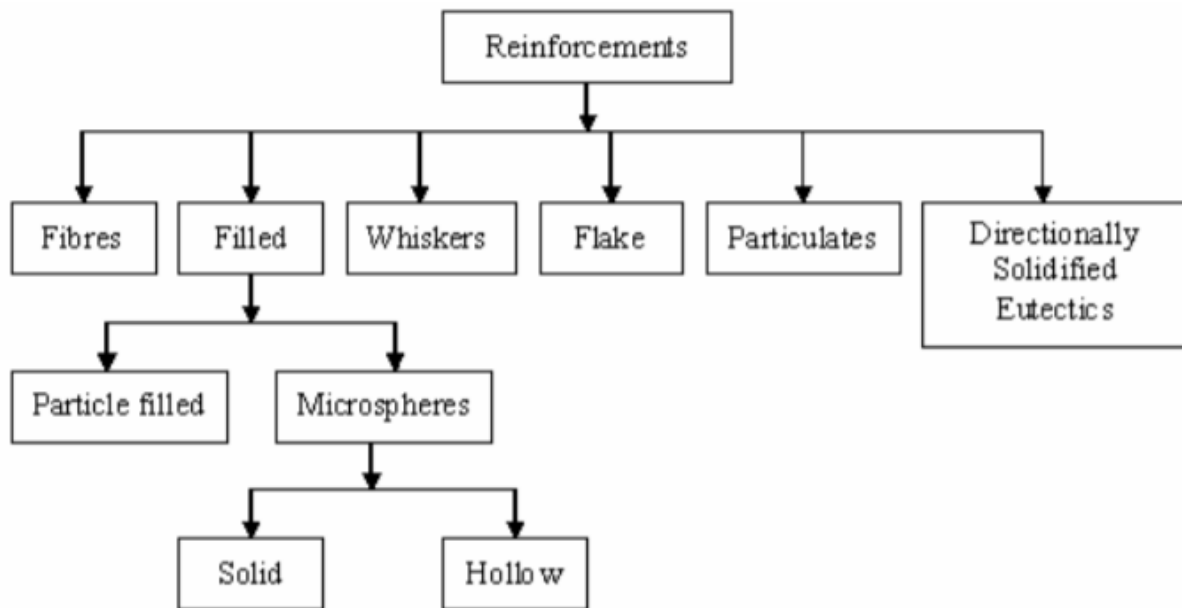 Reinforcements
Fibres
Filled
Whiskers
Flake
Particulates
Directionally
Solidified
Eutectics
Particle filled
Microspheres
Solid
Hollow